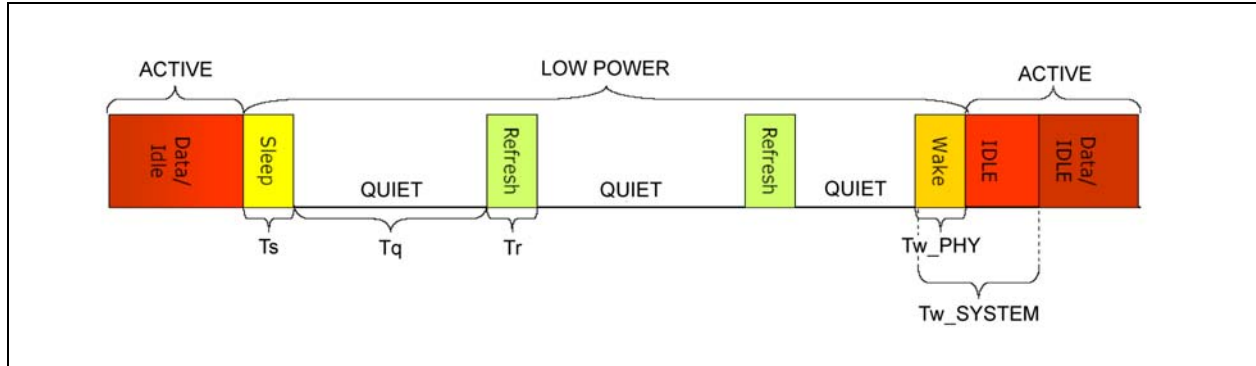 ACTIVE
LOW POWER
ACTIVE
Data/
Idle
Sleep
QUIET
Refresh
QUIET
Refresh
QUIET
Wake
IDLE
Data/
IDLE
Ts
Tq
Tr
Tw_PHY
Tw_SYSTEM